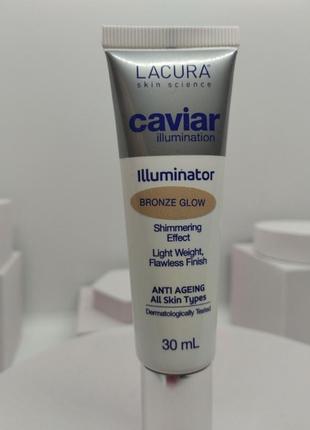 LACURA
skin science
caviar
illumination
Illuminator
BRONZE GLOW
Shimmering
Effect
Light Weight,
Flawless Finish
ANTI AGEING
All Skin Types
Dermatologically Tested
30 mL